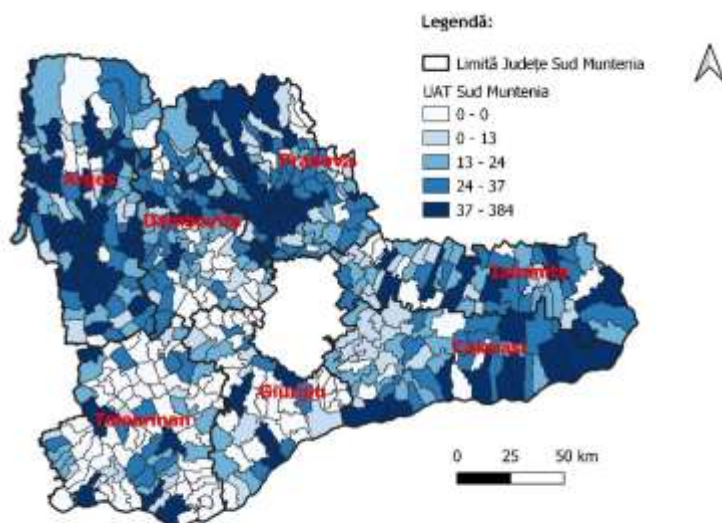 Legendă:
Limită Județe Sud Muntenia
UAT Sud Muntenia
0 - 0
0 - 13
13 - 24
24 - 37
37 - 384
Prahova
Argeș
Dâmbovița
Ialomița
Călărași
Giurgiu
Teleorman
0 25 50 km